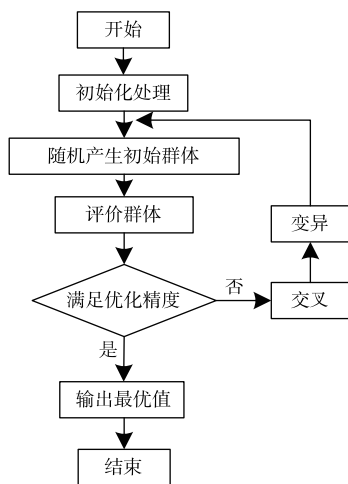 开始
初始化处理
随机产生初始群体
评价群体
变异
满足优化精度
否
交叉
是
输出最优值
结束